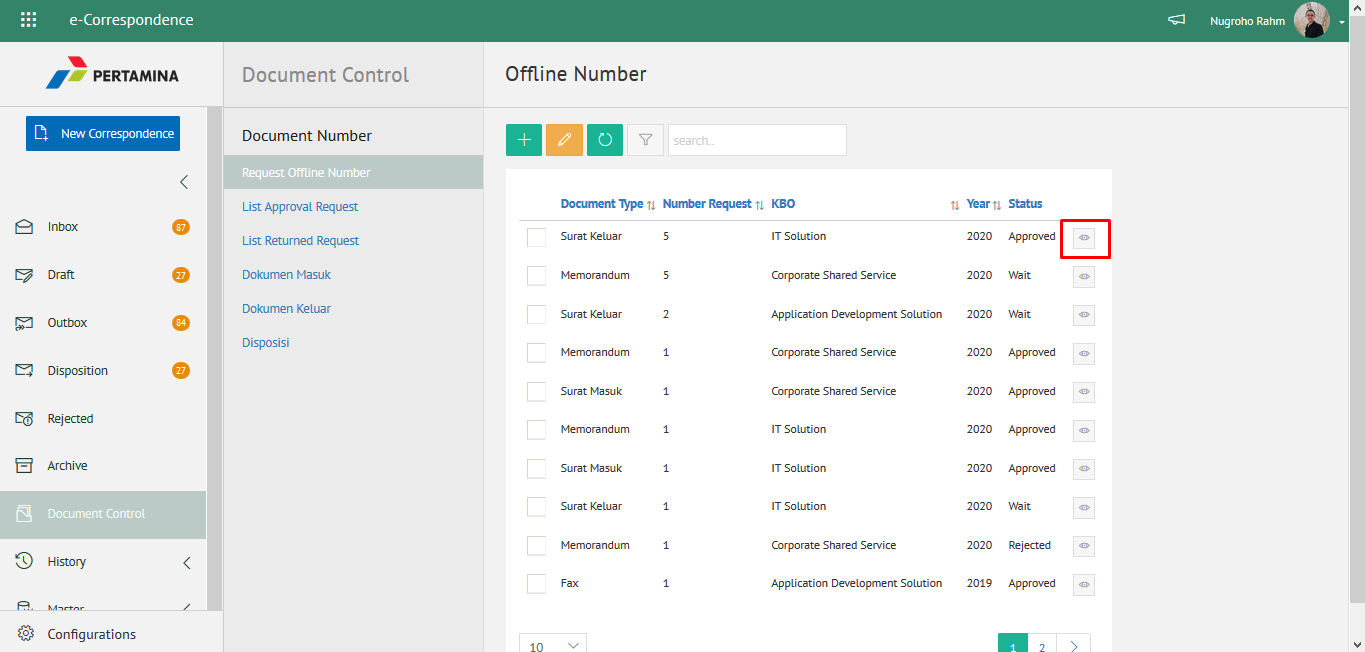 e-Correspondence
Nugroho Rahm
PERTAMINA
New Correspondence
Inbox 87
Draft 27
Outbox 84
Disposition 27
Rejected
Archive
Document Control
History
Master
Configurations
Document Control
Document Number
Request Offline Number
List Approval Request
List Returned Request
Dokumen Masuk
Dokumen Keluar
Disposisi
Offline Number
search..
Document Type Number Request KBO Year Status
Surat Keluar 5 IT Solution 2020 Approved
Memorandum 5 Corporate Shared Service 2020 Wait
Surat Keluar 2 Application Development Solution 2020 Wait
Memorandum 1 Corporate Shared Service 2020 Approved
Surat Masuk 1 Corporate Shared Service 2020 Approved
Memorandum 1 IT Solution 2020 Approved
Surat Masuk 1 IT Solution 2020 Approved
Surat Keluar 1 IT Solution 2020 Wait
Memorandum 1 Corporate Shared Service 2020 Rejected
Fax 1 Application Development Solution 2019 Approved
10 1 2